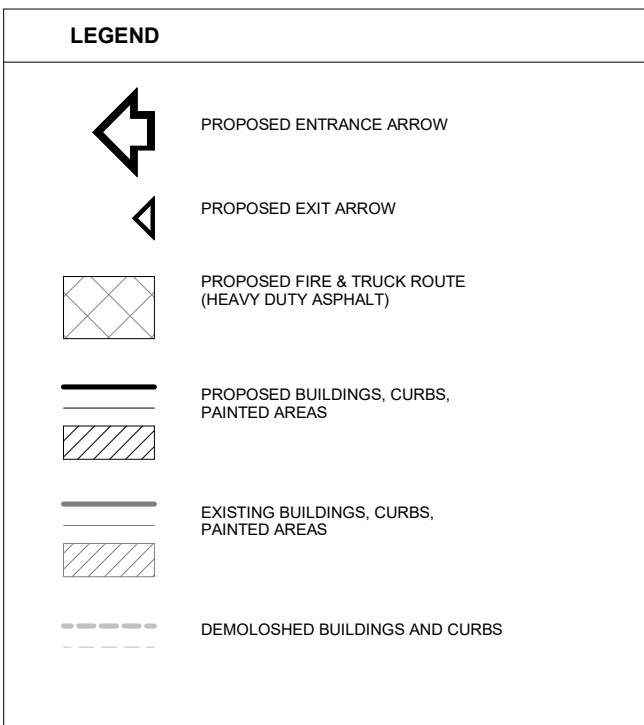 LEGEND
PROPOSED ENTRANCE ARROW
PROPOSED EXIT ARROW
PROPOSED FIRE & TRUCK ROUTE
(HEAVY DUTY ASPHALT)
PROPOSED BUILDINGS, CURBS,
PAINTED AREAS
EXISTING BUILDINGS, CURBS,
PAINTED AREAS
DEMOLOSHED BUILDINGS AND CURBS